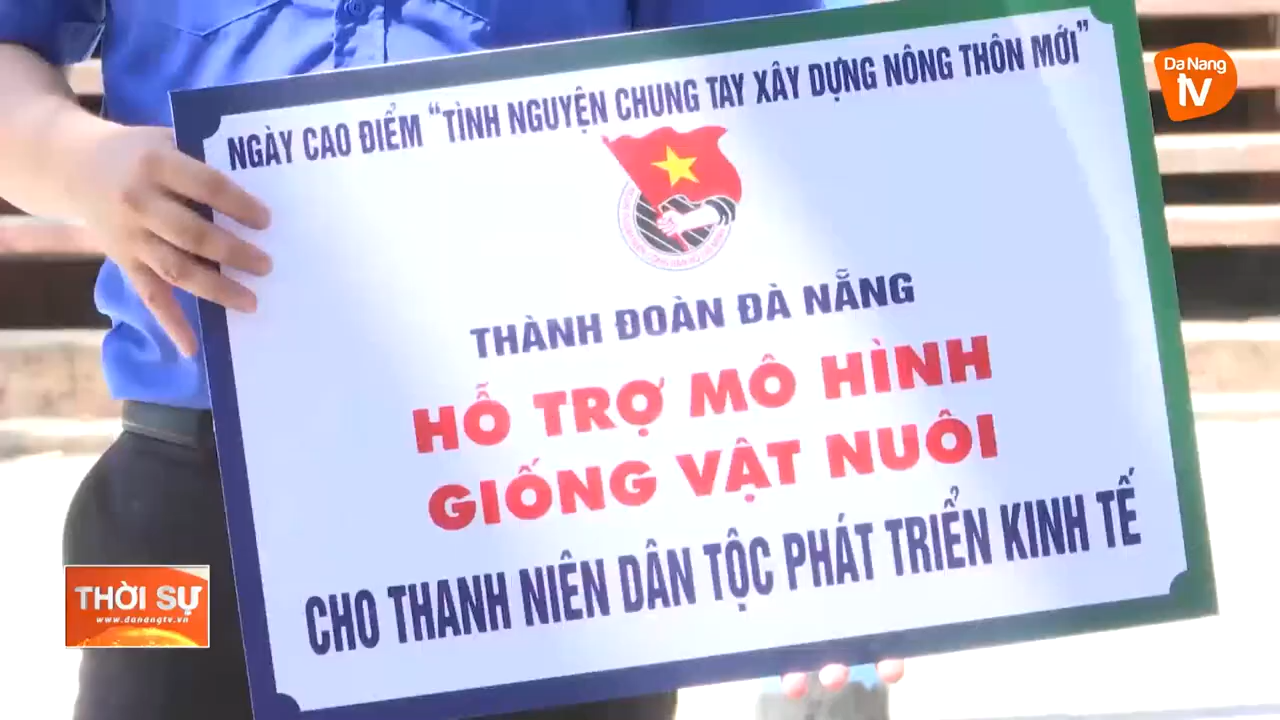 Da Nang
tv
NGÀY CAO ĐIỂM “TÌNH NGUYỆN CHUNG TAY XÂY DỰNG NÔNG THÔN MỚI”
THÀNH ĐOÀN ĐÀ NẴNG
HỖ TRỢ MÔ HÌNH
GIỐNG VẬT NUÔI
CHO THANH NIÊN DÂN TỘC PHÁT TRIỂN KINH TẾ
THỜI SỰ
www.danangtv.vn